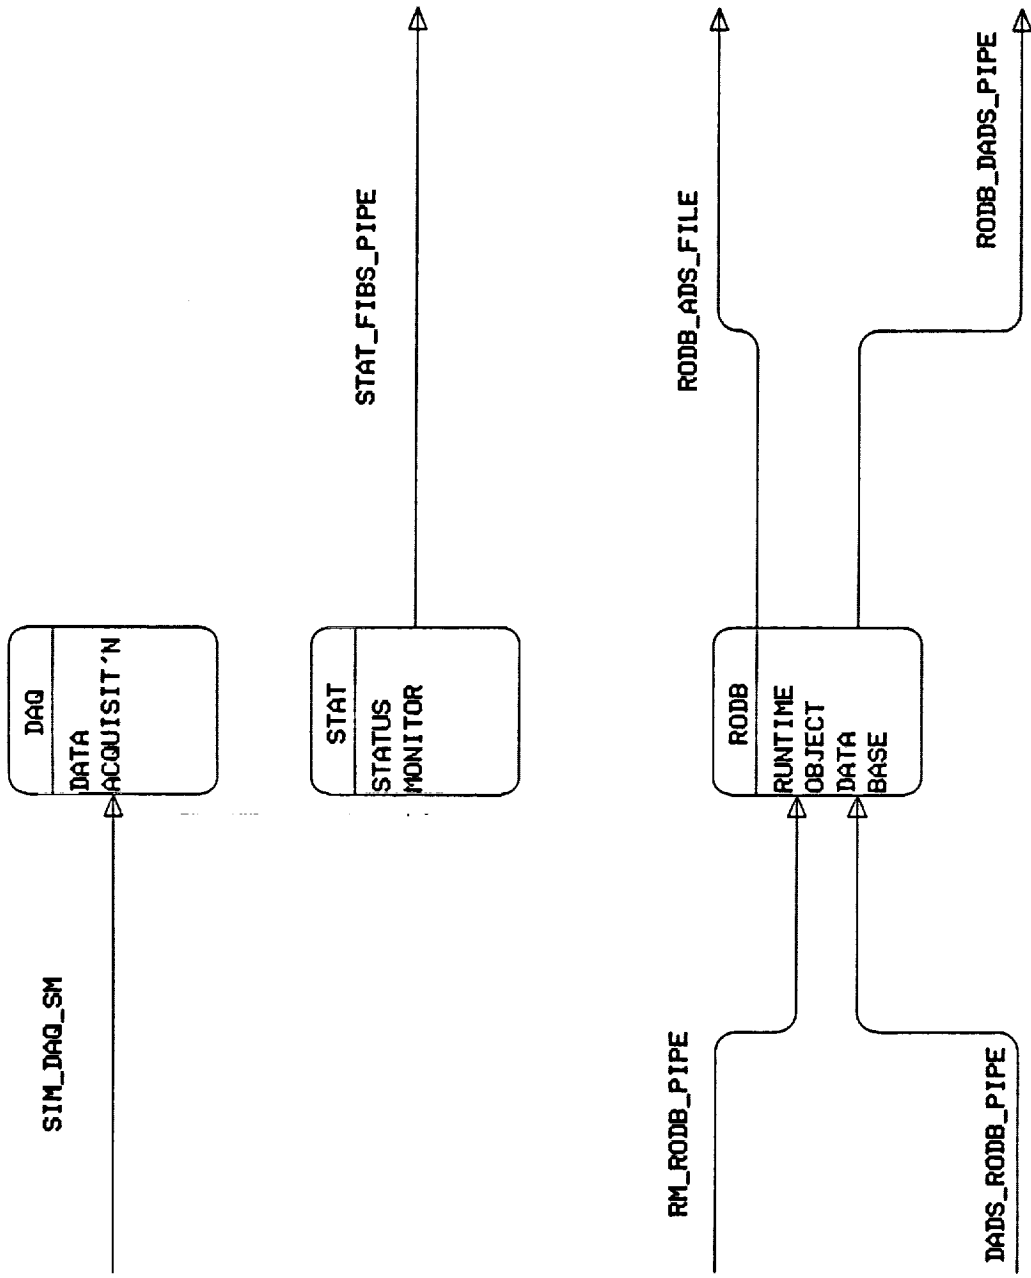 SIM_DAQ_SM
DAQ
DATA
ACQUISIT'N
STAT
STATUS
MONITOR
STAT_FIBS_PIPE
RM_RODB_PIPE
DADS_RODB_PIPE
RODB
RUNTIME
OBJECT
DATA
BASE
RODB_ADS_FILE
RODB_DADS_PIPE